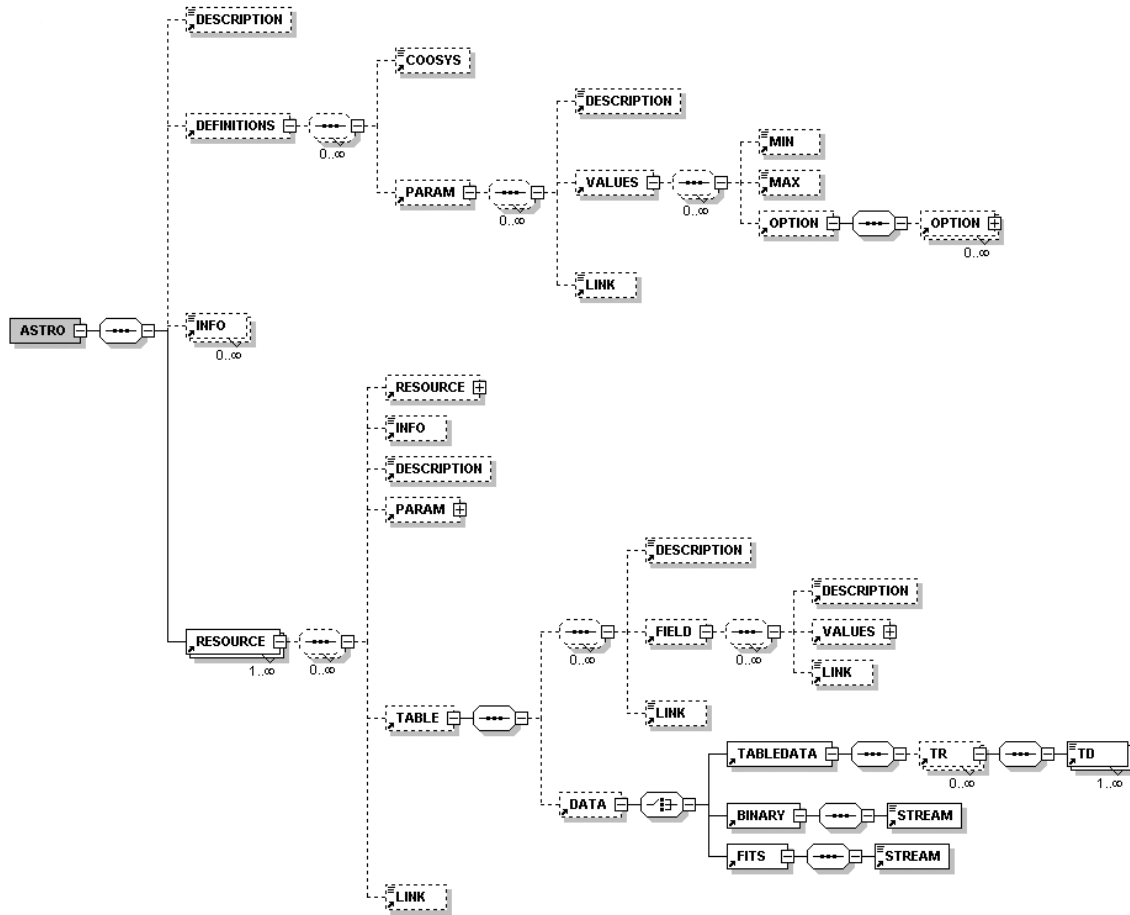 DESCRIPTION
COOSYS
DESCRIPTION
DEFINITIONS
0..∞
MIN
PARAM
0..∞
VALUES
0..∞
MAX
OPTION
OPTION
0..∞
LINK
ASTRO
INFO
0..∞
RESOURCE
INFO
DESCRIPTION
PARAM
DESCRIPTION
DESCRIPTION
RESOURCE
1..∞
0..∞
0..∞
FIELD
0..∞
VALUES
LINK
TABLE
LINK
TABLEDATA
TR
0..∞
TD
1..∞
DATA
BINARY
STREAM
FITS
STREAM
LINK